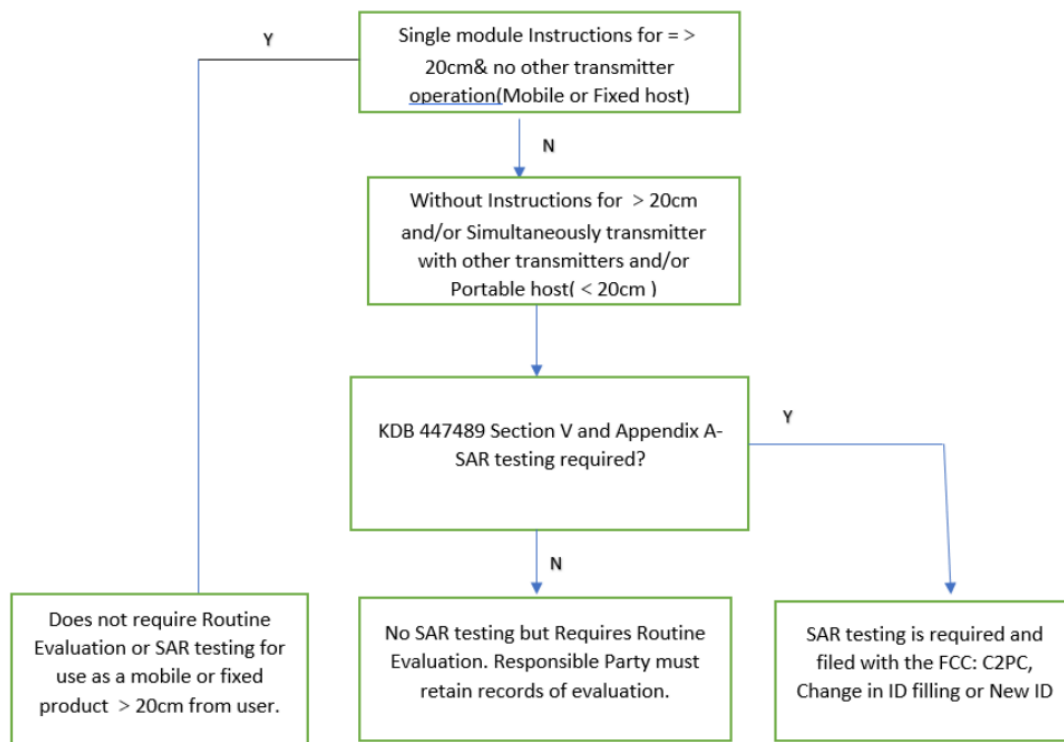 Y
Single module Instructions for = >
20cm& no other transmitter
operation(Mobile or Fixed host)
N
Without Instructions for > 20cm
and/or Simultaneously transmitter
with other transmitters and/or
Portable host( < 20cm )
KDB 447489 Section V and Appendix A-
SAR testing required?
Y
N
Does not require Routine
Evaluation or SAR testing for
use as a mobile or fixed
product > 20cm from user.
No SAR testing but Requires Routine
Evaluation. Responsible Party must
retain records of evaluation.
SAR testing is required and
filed with the FCC: C2PC,
Change in ID filling or New ID